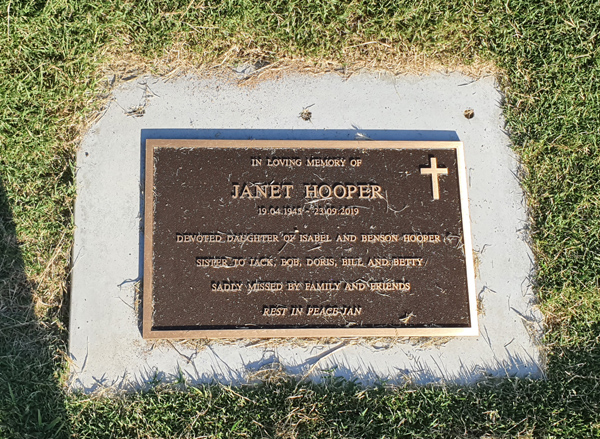 IN LOVING MEMORY OF
JANET HOOPER
19.04.1945 - 23.09.2019
DEVOTED DAUGHTER OF ISABEL AND BENSON HOOPER
SISTER TO JACK, BOB, DORIS, BILL AND BETTY
SADLY MISSED BY FAMILY AND FRIENDS
REST IN PEACE JAN